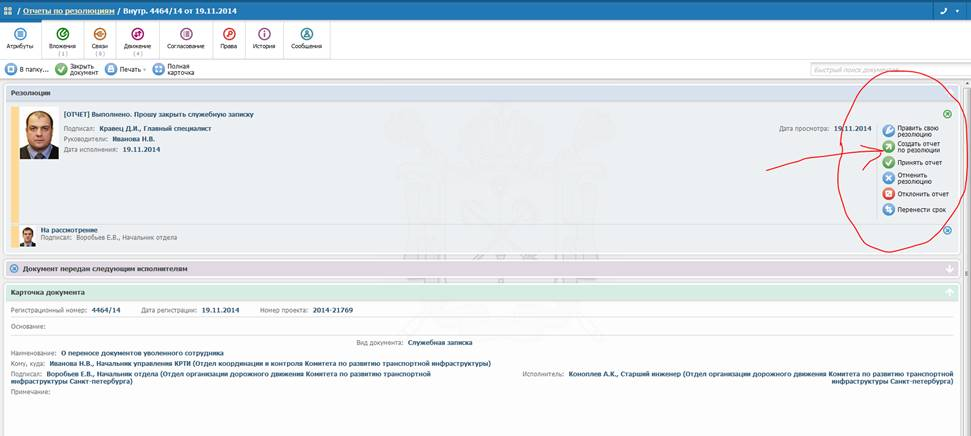 / Отчеты по резолюциям / Внутр. 4464/14 от 19.11.2014
Атрибуты Вложения Связи Движение Согласование Права История Сообщения
(1) (5) (4)
В папку... Закрыть документ Печать Полная карточка
Быстрый поиск документов
Резолюции
[ОТЧЕТ] Выполнено. Прошу закрыть служебную записку
Подписал: Кравец Д.И., Главный специалист
Дата просмотра: 19.11.2014
Руководители: Иванова Н.В.
Дата исполнения: 19.11.2014
Править свою
резолюцию
Создать отчет
по резолюции
Принять отчет
Отменить
резолюцию
Отклонить отчет
Перенести срок
На рассмотрение
Подписал: Воробьев Е.В., Начальник отдела
Документ передан следующим исполнителям
Карточка документа
Регистрационный номер: 4464/14 Дата регистрации: 19.11.2014 Номер проекта: 2014-21769
Основание:
Вид документа: Служебная записка
Наименование: О переносе документов уволенного сотрудника
Кому, куда: Иванова Н.В., Начальник управления КРТИ (Отдел координации и контроля Комитета по развитию транспортной инфраструктуры)
Подписал: Воробьев Е.В., Начальник отдела (Отдел организации дорожного движения Комитета по развитию транспортной
инфраструктуры Санкт-петербурга)
Исполнитель: Коноплев А.К., Старший инженер (Отдел организации дорожного движения Комитета по развитию транспортной
инфраструктуры Санкт-петербурга)
Примечание: